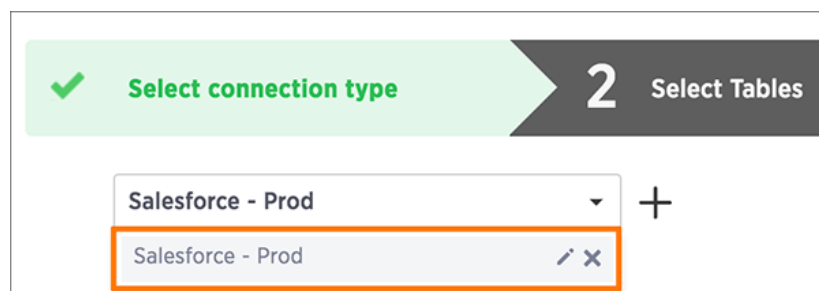 Select connection type
2 Select Tables
Salesforce - Prod
Salesforce - Prod